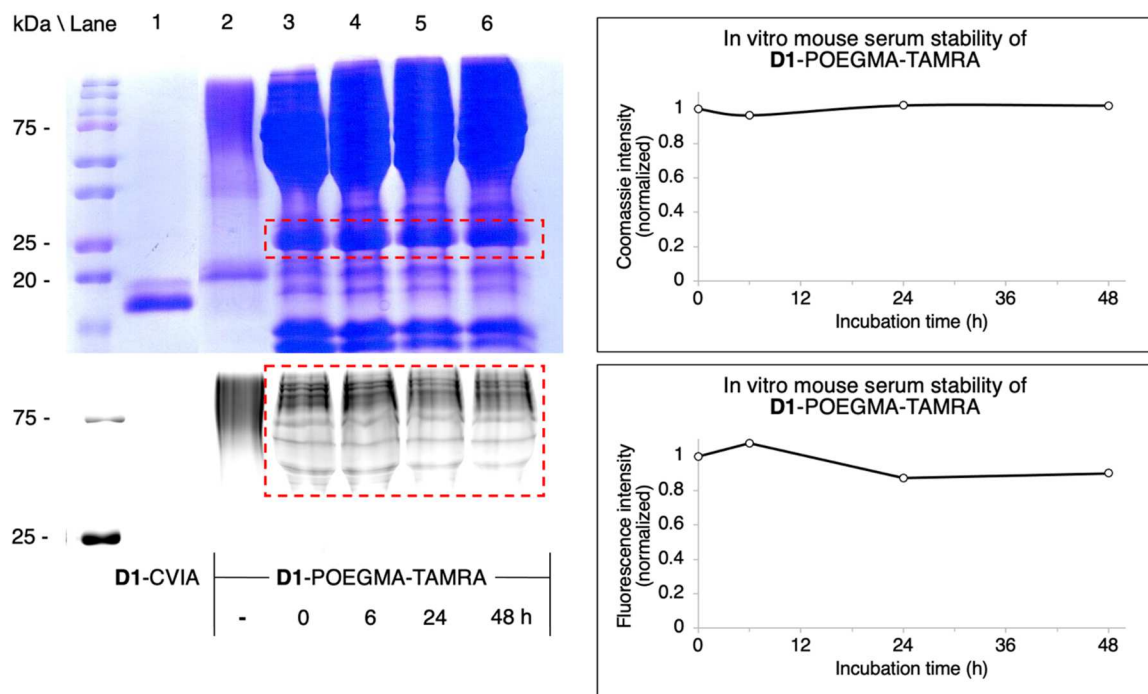 kDa \ Lane 1 2 3 4 5 6
75 -
25 -
20 -
75 -
25 -
D1-CVIA
D1-POEGMA-TAMRA
- 0 6 24 48 h
In vitro mouse serum stability of
D1-POEGMA-TAMRA
Coomassie intensity
(normalized)
1
0.8
0.6
0.4
0.2
0
0 12 24 36 48
Incubation time (h)
In vitro mouse serum stability of
D1-POEGMA-TAMRA
Fluorescence intensity
(normalized)
1
0.8
0.6
0.4
0.2
0
0 12 24 36 48
Incubation time (h)